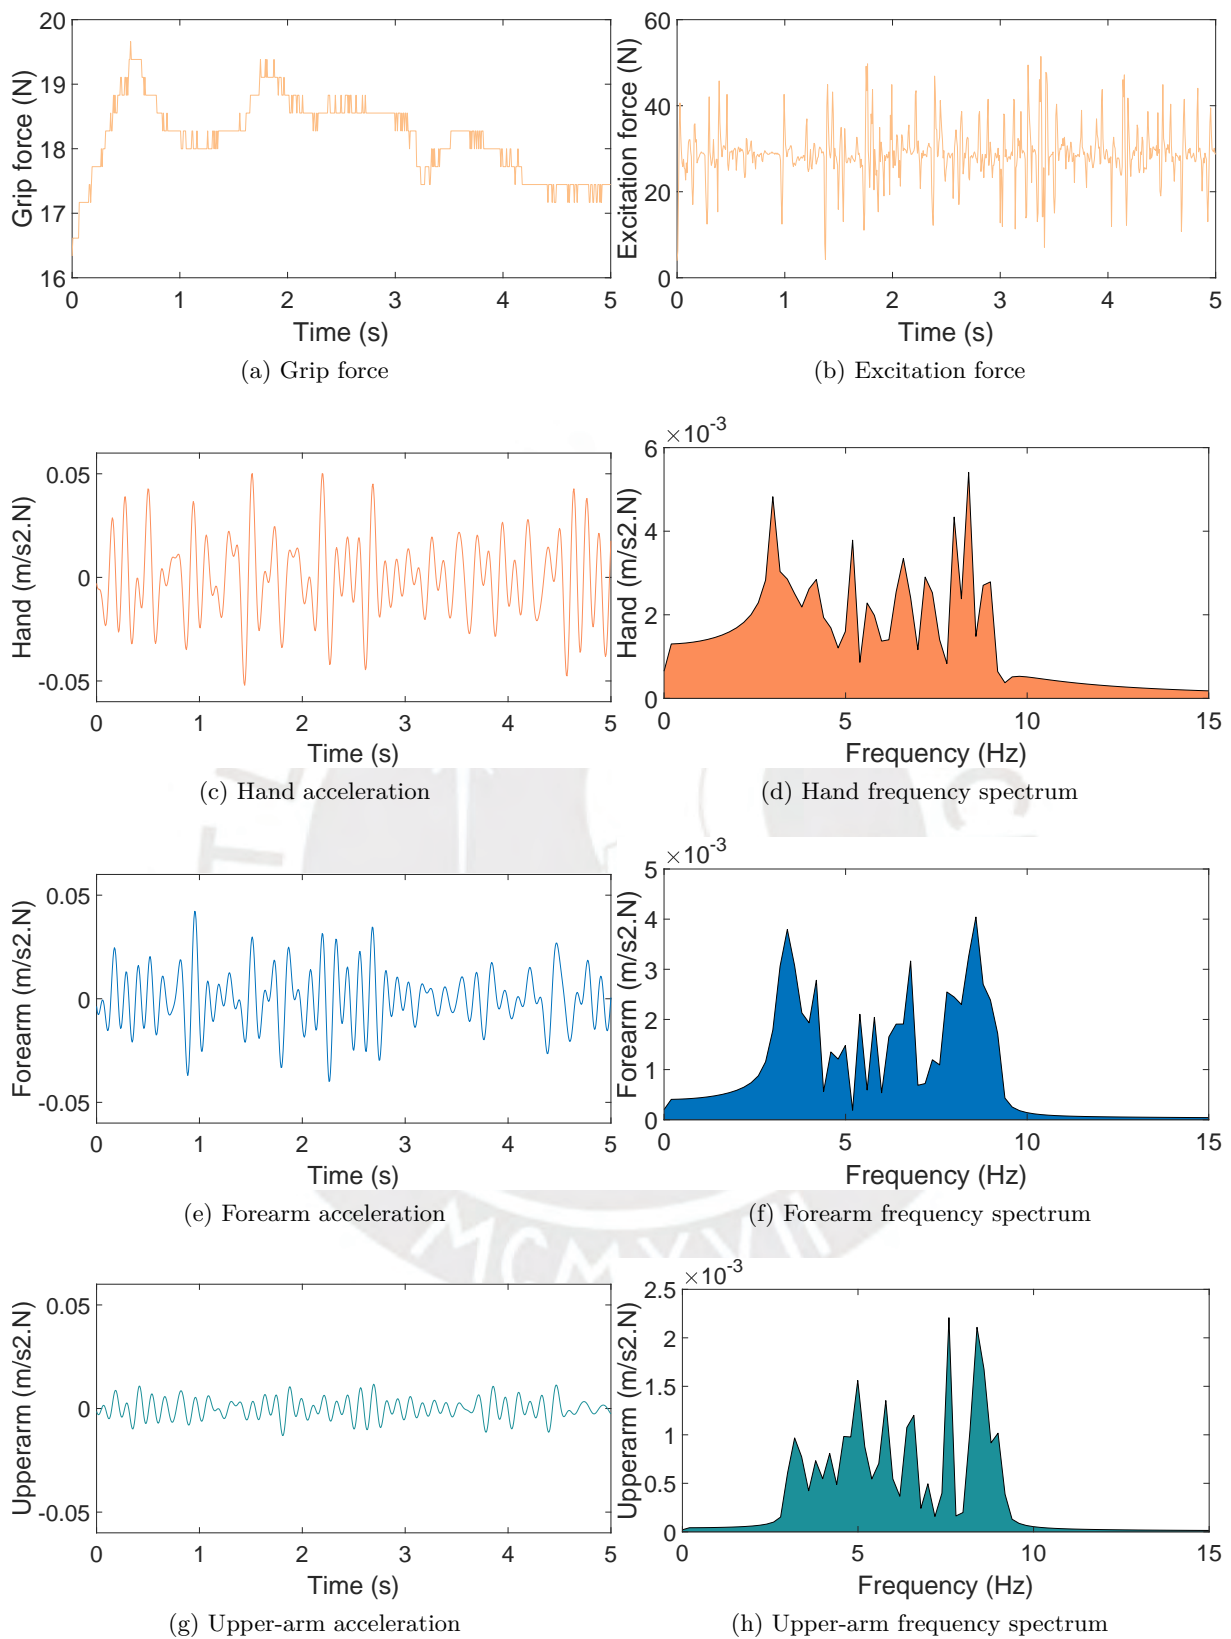 20
19
18
17
16
Grip force (N)
0 1 2 3 4 5
Time (s)
(a) Grip force
60
40
20
0
Excitation force (N)
0 1 2 3 4 5
Time (s)
(b) Excitation force
0.05
0
-0.05
Hand (m/s2.N)
0 1 2 3 4 5
Time (s)
(c) Hand acceleration
×10-3
6
4
2
0
Hand (m/s2.N)
0 5 10 15
Frequency (Hz)
(d) Hand frequency spectrum
0.05
0
-0.05
Forearm (m/s2.N)
0 1 2 3 4 5
Time (s)
(e) Forearm acceleration
×10-3
5
4
3
2
1
0
Forearm (m/s2.N)
0 5 10 15
Frequency (Hz)
(f) Forearm frequency spectrum
MCMXVII
0.05
0
-0.05
Upperarm (m/s2.N)
0 1 2 3 4 5
Time (s)
(g) Upper-arm acceleration
×10-3
2.5
2
1.5
1
0.5
0
Upperarm (m/s2.N)
0 5 10 15
Frequency (Hz)
(h) Upper-arm frequency spectrum